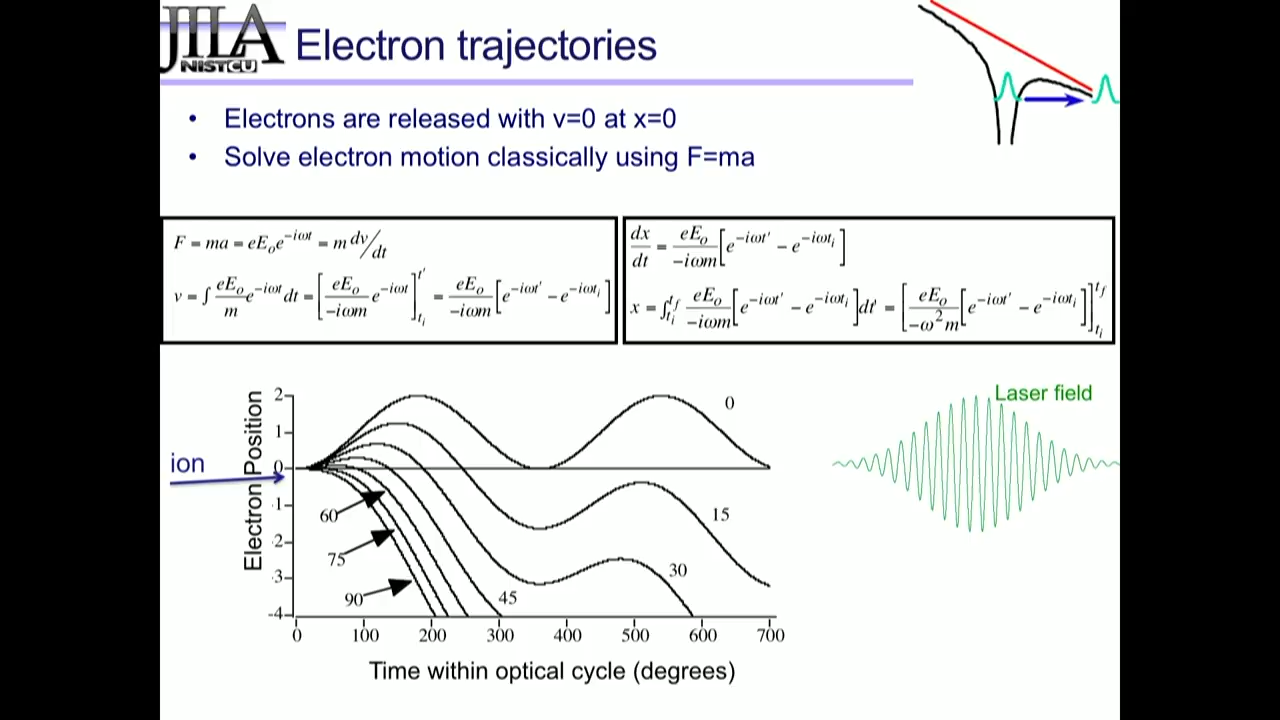 JILA
NIST CU
Electron trajectories
• Electrons are released with v=0 at x=0
• Solve electron motion classically using F=ma
F = ma = eE₀e^{-iωt} = m dv/dt
v = ∫ eE₀/m e^{-iωt} dt = [eE₀/-iωm e^{-iωt}]_{t_i}^{t'} = eE₀/-iωm [e^{-iωt'} - e^{-iωt_i}]
dx/dt = eE₀/-iωm [e^{-iωt'} - e^{-iωt_i}]
x = ∫_{t_i}^{t_f} eE₀/-iωm [e^{-iωt'} - e^{-iωt_i}] dt' = [eE₀/-ω²m [e^{-iωt'} - e^{-iωt_i}]]_{t_i}^{t_f}
Laser field
ion
Electron Position
2
1
0
-1
-2
-3
-4
0
15
30
45
60
75
90
0 100 200 300 400 500 600 700
Time within optical cycle (degrees)